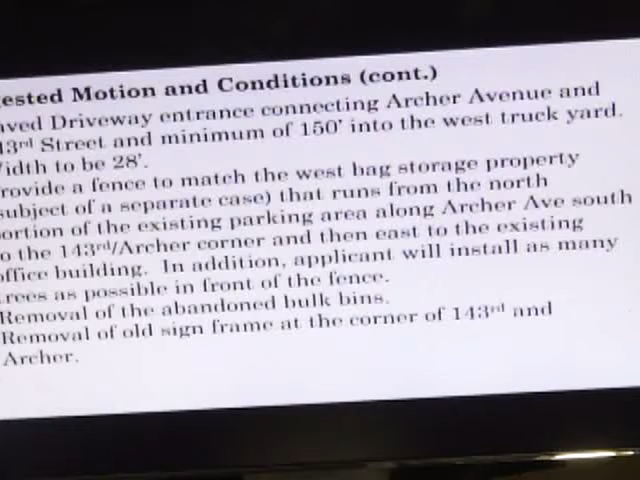 ested Motion and Conditions (cont.)
aved Driveway entrance connecting Archer Avenue and
43rd Street and minimum of 150' into the west truck yard.
idth to be 28'.
rovide a fence to match the west bag storage property
subject of a separate case) that runs from the north
ortion of the existing parking area along Archer Ave south
o the 143rd/Archer corner and then east to the existing
office building. In addition, applicant will install as many
trees as possible in front of the fence.
Removal of the abandoned bulk bins.
Removal of old sign frame at the corner of 143rd and
Archer.